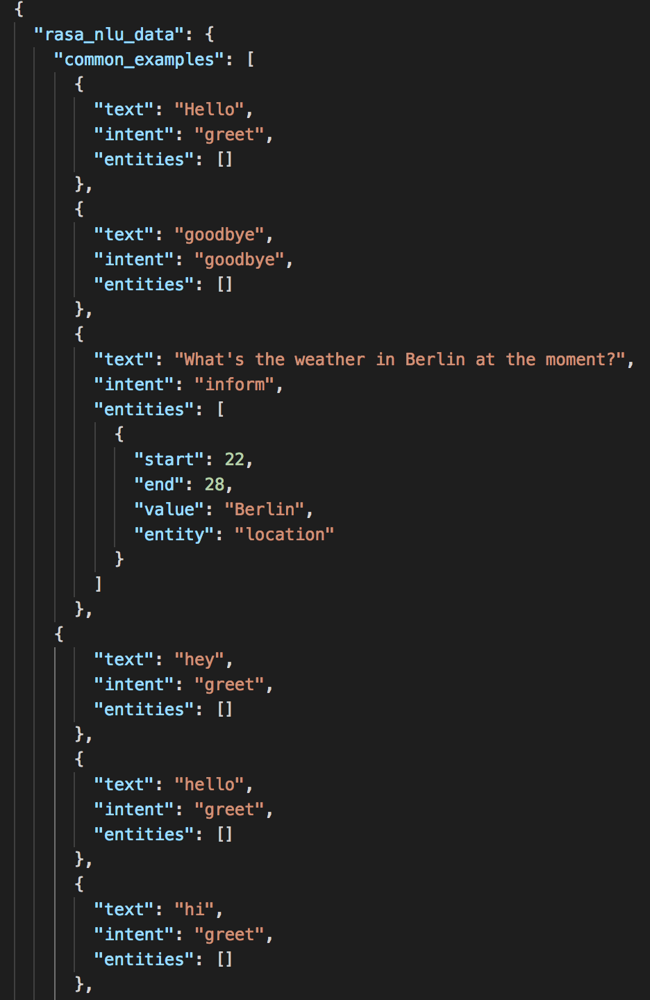 {
  "rasa_nlu_data": {
    "common_examples": [
      {
        "text": "Hello",
        "intent": "greet",
        "entities": []
      },
      {
        "text": "goodbye",
        "intent": "goodbye",
        "entities": []
      },
      {
        "text": "What's the weather in Berlin at the moment?",
        "intent": "inform",
        "entities": [
          {
            "start": 22,
            "end": 28,
            "value": "Berlin",
            "entity": "location"
          }
        ]
      },
    {
        "text": "hey",
        "intent": "greet",
        "entities": []
      },
      {
        "text": "hello",
        "intent": "greet",
        "entities": []
      },
      {
        "text": "hi",
        "intent": "greet",
        "entities": []
      },